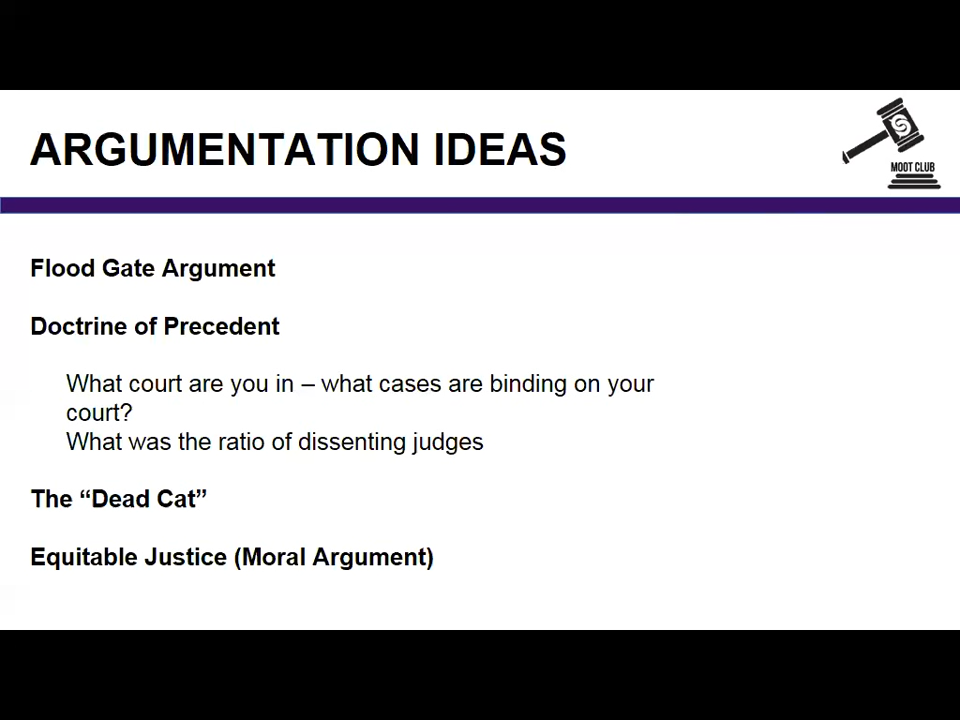 ARGUMENTATION IDEAS
MOOT CLUB
Flood Gate Argument
Doctrine of Precedent
What court are you in – what cases are binding on your
court?
What was the ratio of dissenting judges
The “Dead Cat”
Equitable Justice (Moral Argument)